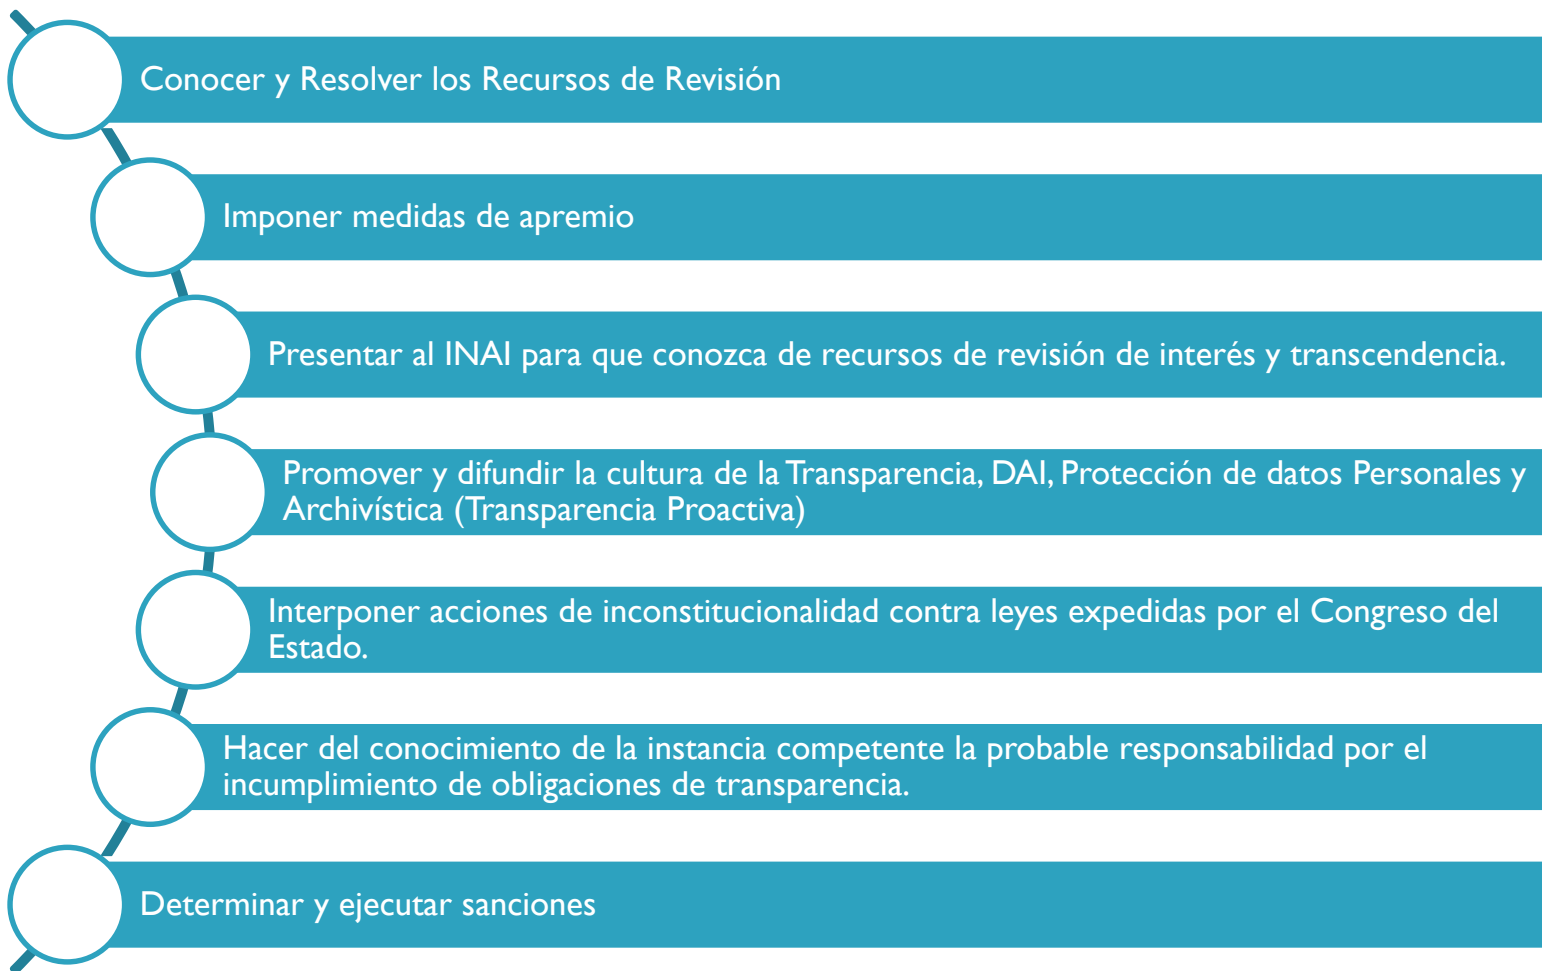 Conocer y Resolver los Recursos de Revisión
Imponer medidas de apremio
Presentar al INAI para que conozca de recursos de revisión de interés y transcendencia.
Promover y difundir la cultura de la Transparencia, DAI, Protección de datos Personales y
Archivística (Transparencia Proactiva)
Interponer acciones de inconstitucionalidad contra leyes expedidas por el Congreso del
Estado.
Hacer del conocimiento de la instancia competente la probable responsabilidad por el
incumplimiento de obligaciones de transparencia.
Determinar y ejecutar sanciones